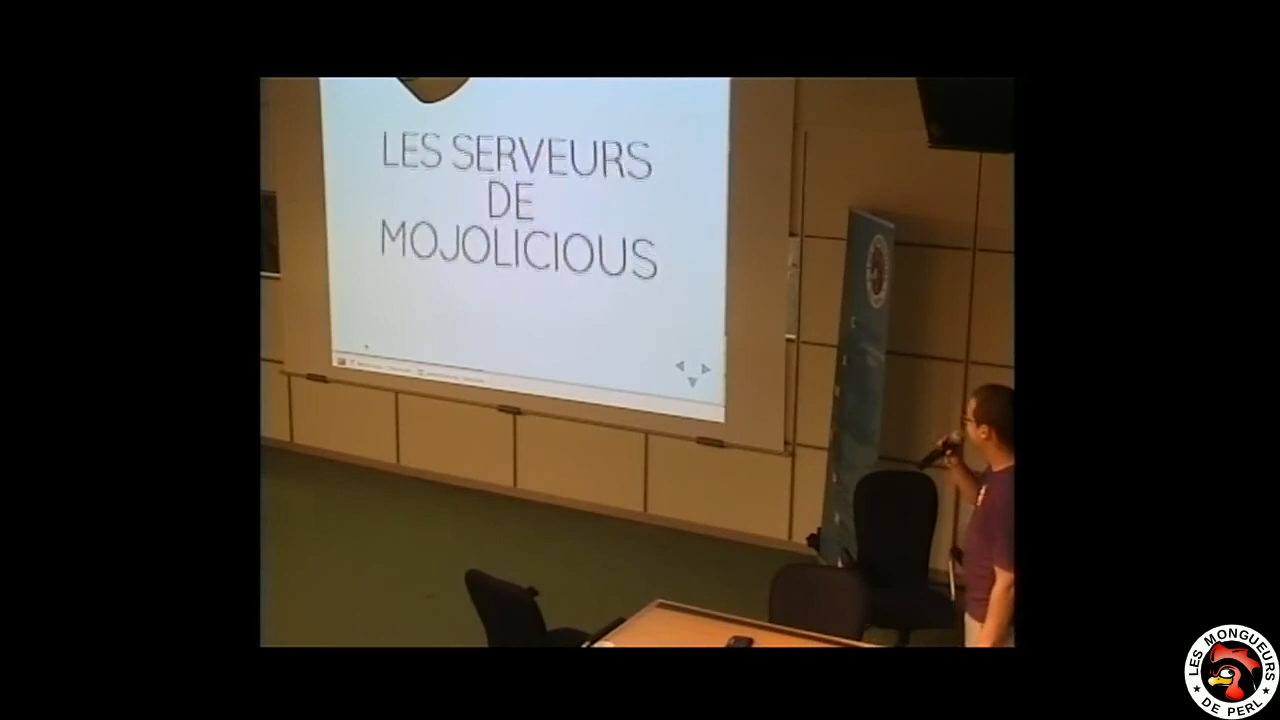 LES SERVEURS
DE
MOJOLICIOUS
LES MONGUEURS
DE PERL